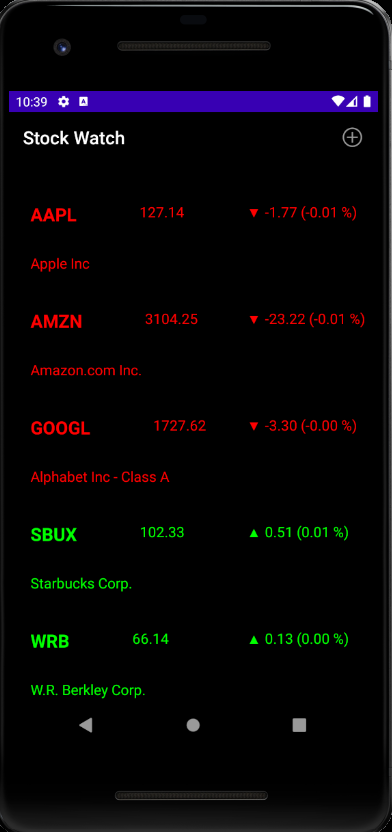 10:39
Stock Watch
AAPL 127.14 ▼ -1.77 (-0.01 %)
Apple Inc
AMZN 3104.25 ▼ -23.22 (-0.01 %)
Amazon.com Inc.
GOOGL 1727.62 ▼ -3.30 (-0.00 %)
Alphabet Inc - Class A
SBUX 102.33 ▲ 0.51 (0.01 %)
Starbucks Corp.
WRB 66.14 ▲ 0.13 (0.00 %)
W.R. Berkley Corp.